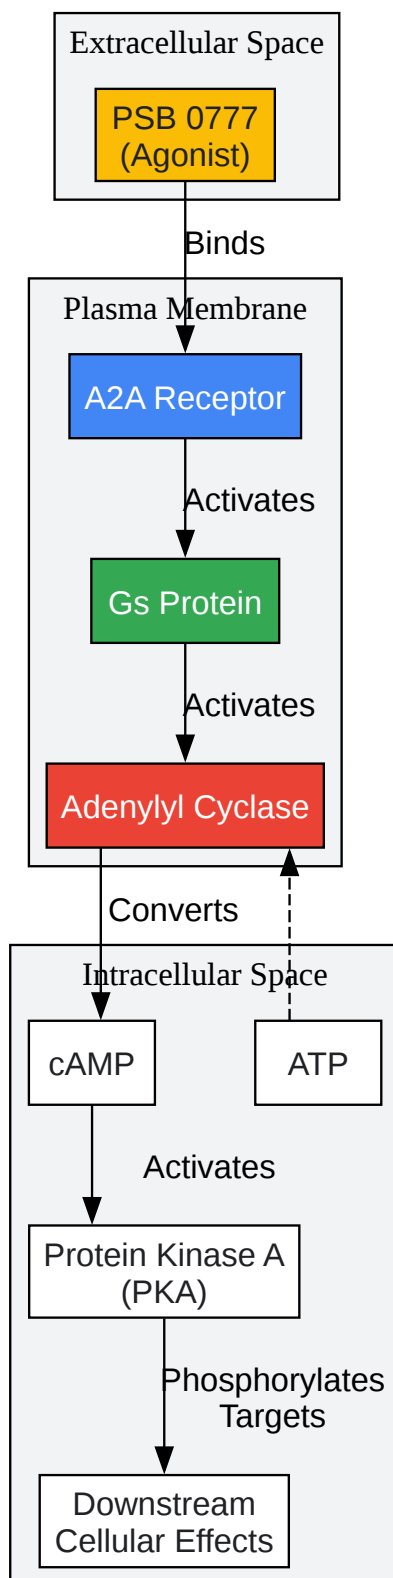 Extracellular Space
PSB 0777
(Agonist)
Binds
Plasma Membrane
A2A Receptor
Activates
Gs Protein
Activates
Adenylyl Cyclase
Converts
Intracellular Space
cAMP
ATP
Activates
Protein Kinase A
(PKA)
Phosphorylates
Targets
Downstream
Cellular Effects